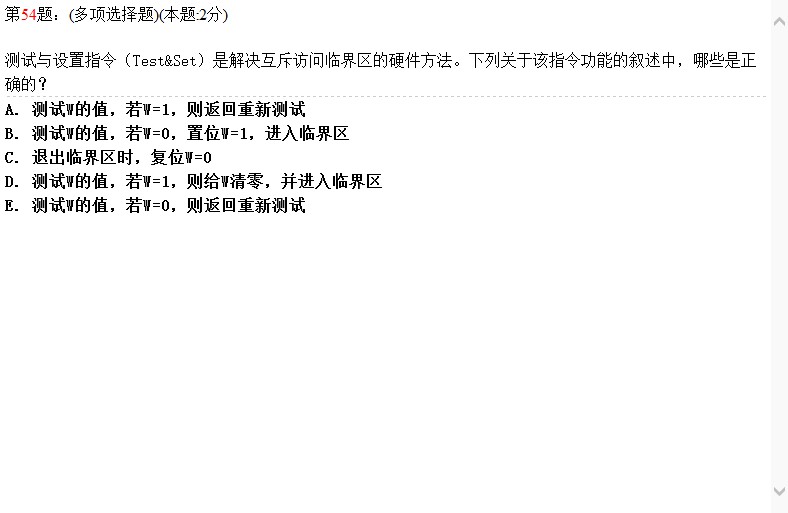 第54题：(多项选择题)(本题:2分)
测试与设置指令（Test&Set）是解决互斥访问临界区的硬件方法。下列关于该指令功能的叙述中，哪些是正
确的？
A. 测试W的值，若W=1，则返回重新测试
B. 测试W的值，若W=0，置位W=1，进入临界区
C. 退出临界区时，复位W=0
D. 测试W的值，若W=1，则给W清零，并进入临界区
E. 测试W的值，若W=0，则返回重新测试